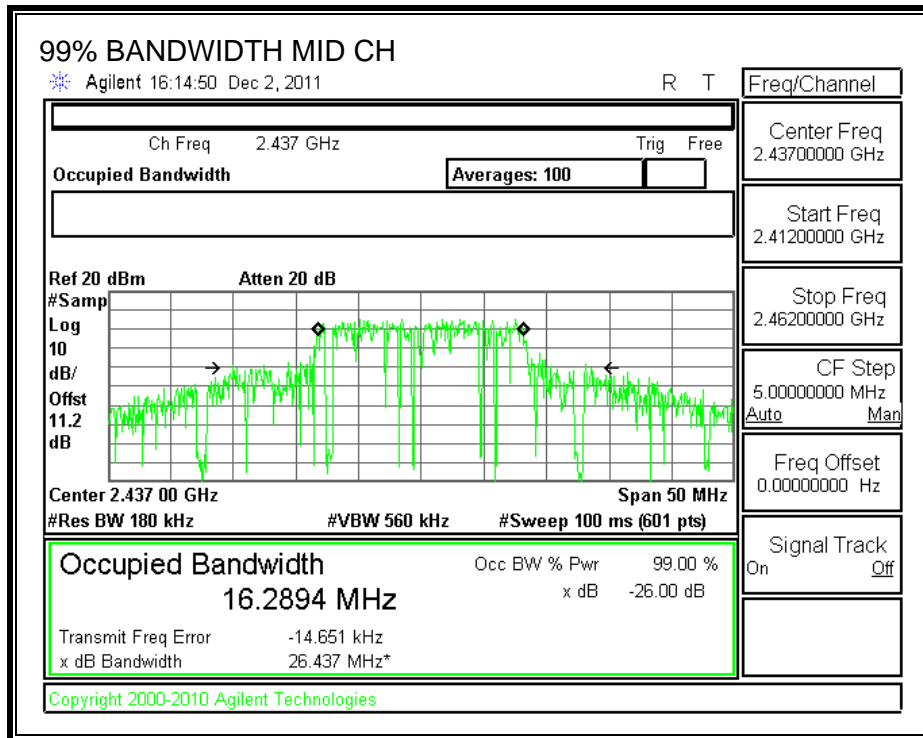 99% BANDWIDTH MID CH
Agilent 16:14:50 Dec 2, 2011 R T
Freq/Channel
Ch Freq 2.437 GHz Trig Free
Occupied Bandwidth Averages: 100
Center Freq
2.43700000 GHz
Start Freq
2.41200000 GHz
Stop Freq
2.46200000 GHz
CF Step
5.00000000 MHz
Auto Man
Freq Offset
0.00000000 Hz
Signal Track
On Off
Ref 20 dBm Atten 20 dB
#Samp
Log
10
dB/
Offst
11.2
dB
Center 2.437 00 GHz Span 50 MHz
#Res BW 180 kHz #VBW 560 kHz #Sweep 100 ms (601 pts)
Occupied Bandwidth Occ BW % Pwr 99.00 %
16.2894 MHz x dB -26.00 dB
Transmit Freq Error -14.651 kHz
x dB Bandwidth 26.437 MHz*
Copyright 2000-2010 Agilent Technologies